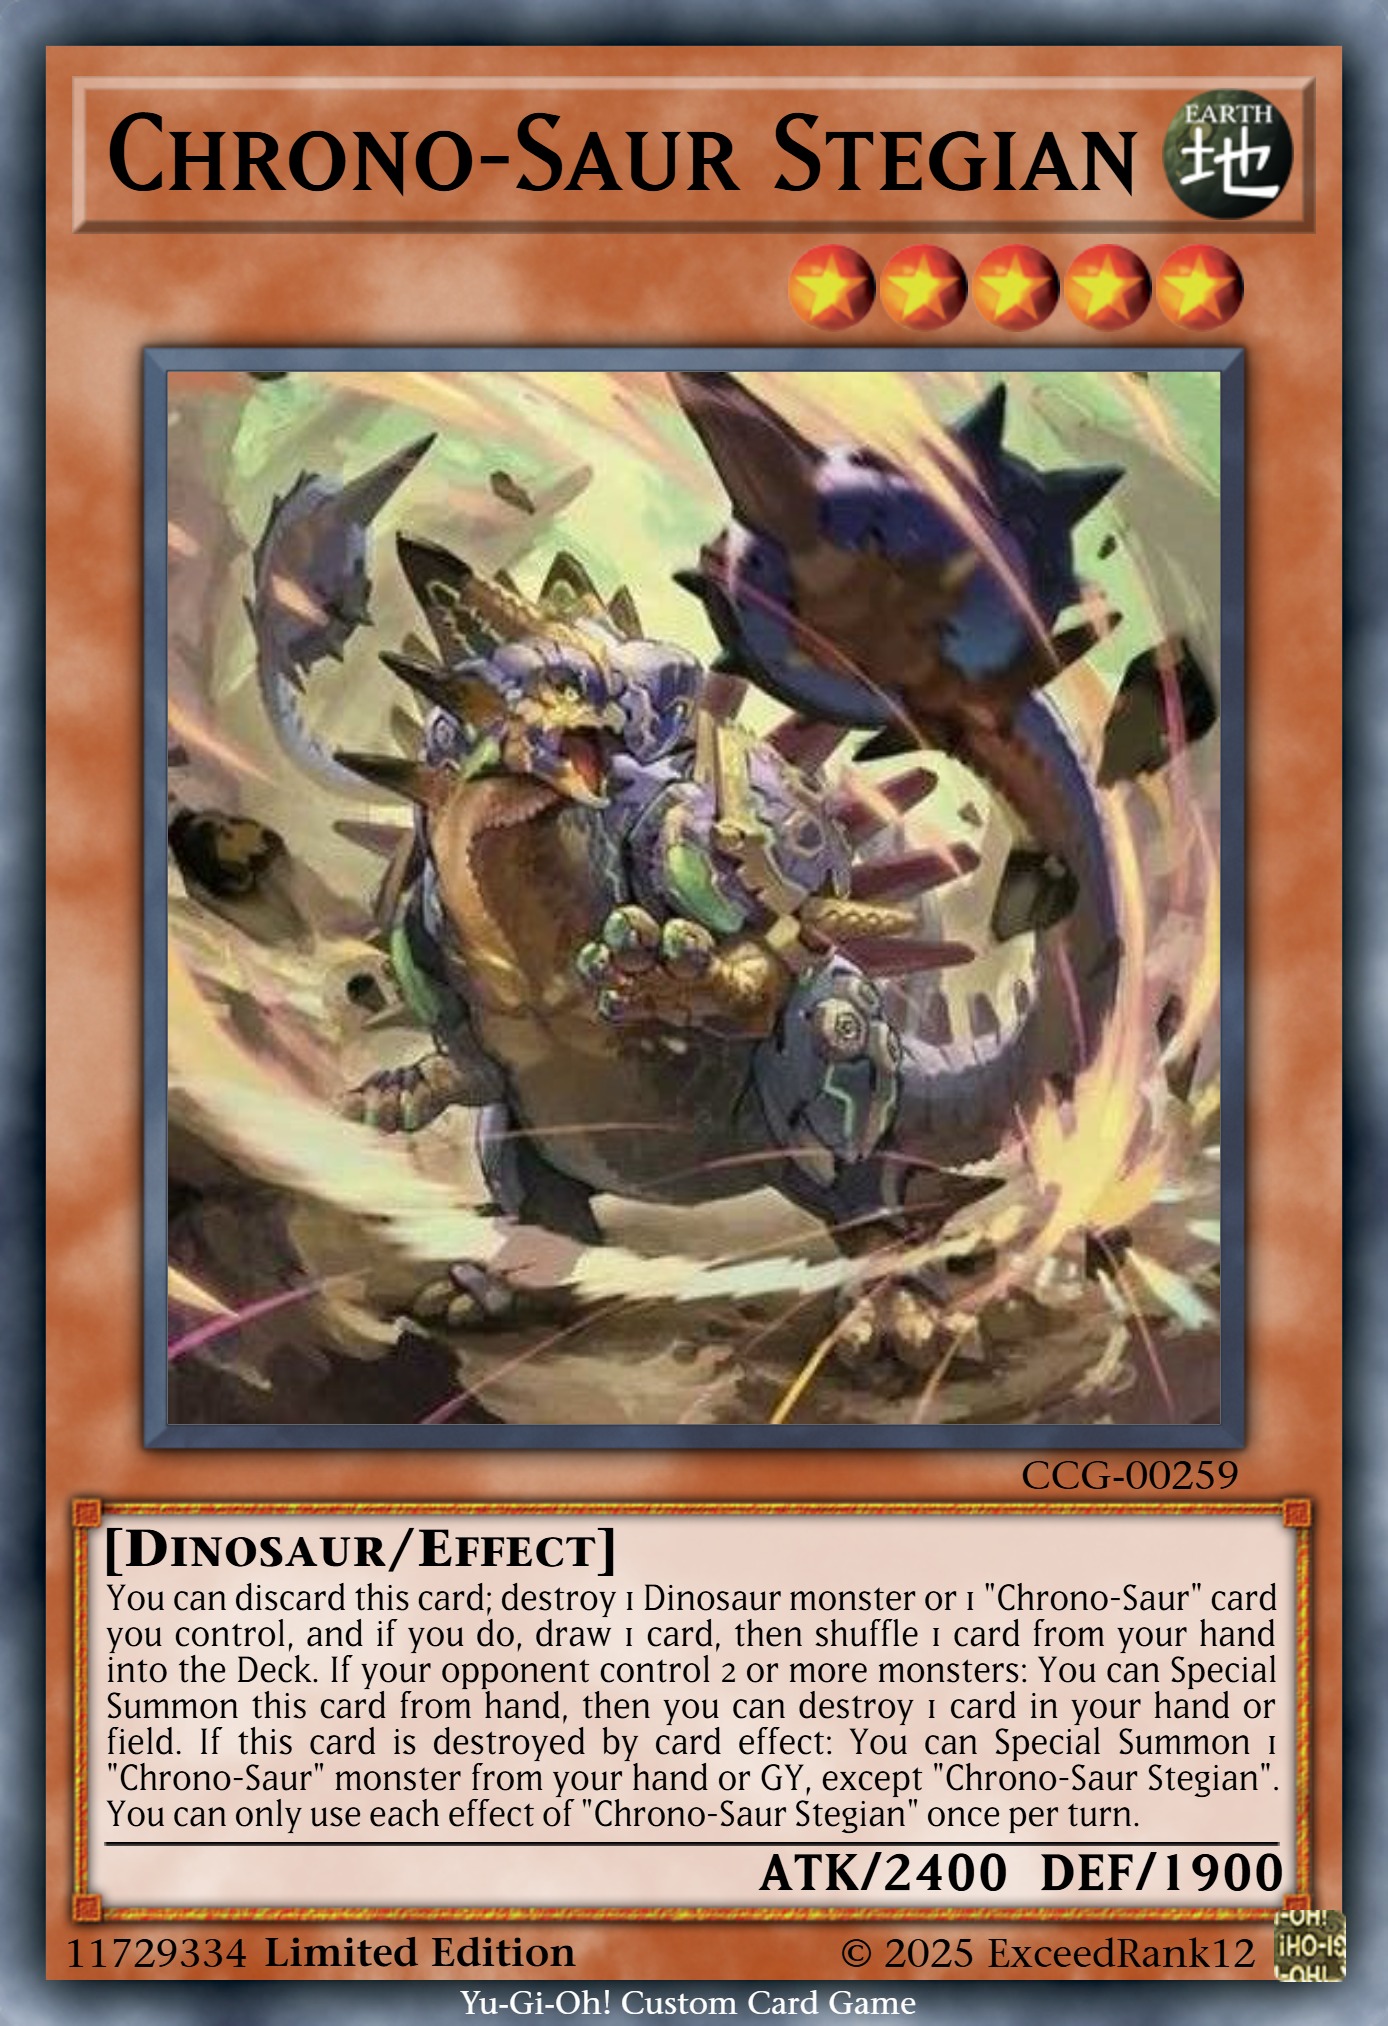 Chrono-Saur Stegian
EARTH
地
CCG-00259
[Dinosaur/Effect]
You can discard this card; destroy 1 Dinosaur monster or 1 "Chrono-Saur" card
you control, and if you do, draw 1 card, then shuffle 1 card from your hand
into the Deck. If your opponent control 2 or more monsters: You can Special
Summon this card from hand, then you can destroy 1 card in your hand or
field. If this card is destroyed by card effect: You can Special Summon 1
"Chrono-Saur" monster from your hand or GY, except "Chrono-Saur Stegian".
You can only use each effect of "Chrono-Saur Stegian" once per turn.
ATK/2400 DEF/1900
11729334 Limited Edition
© 2025 ExceedRank12
Yu-Gi-Oh! Custom Card Game